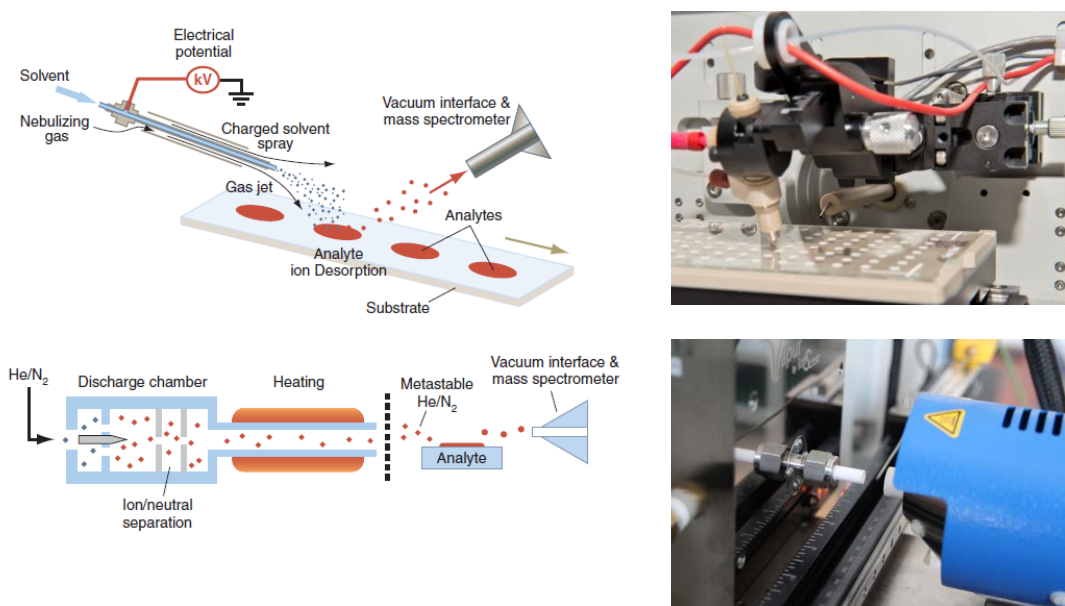 Electrical
potential
kV
Solvent
Nebulizing
gas
Charged solvent
spray
Vacuum interface &
mass spectrometer
Gas jet
Analytes
Analyte
ion Desorption
Substrate
He/N2
Discharge chamber
Heating
Metastable
He/N2
Vacuum interface &
mass spectrometer
Analyte
Ion/neutral
separation